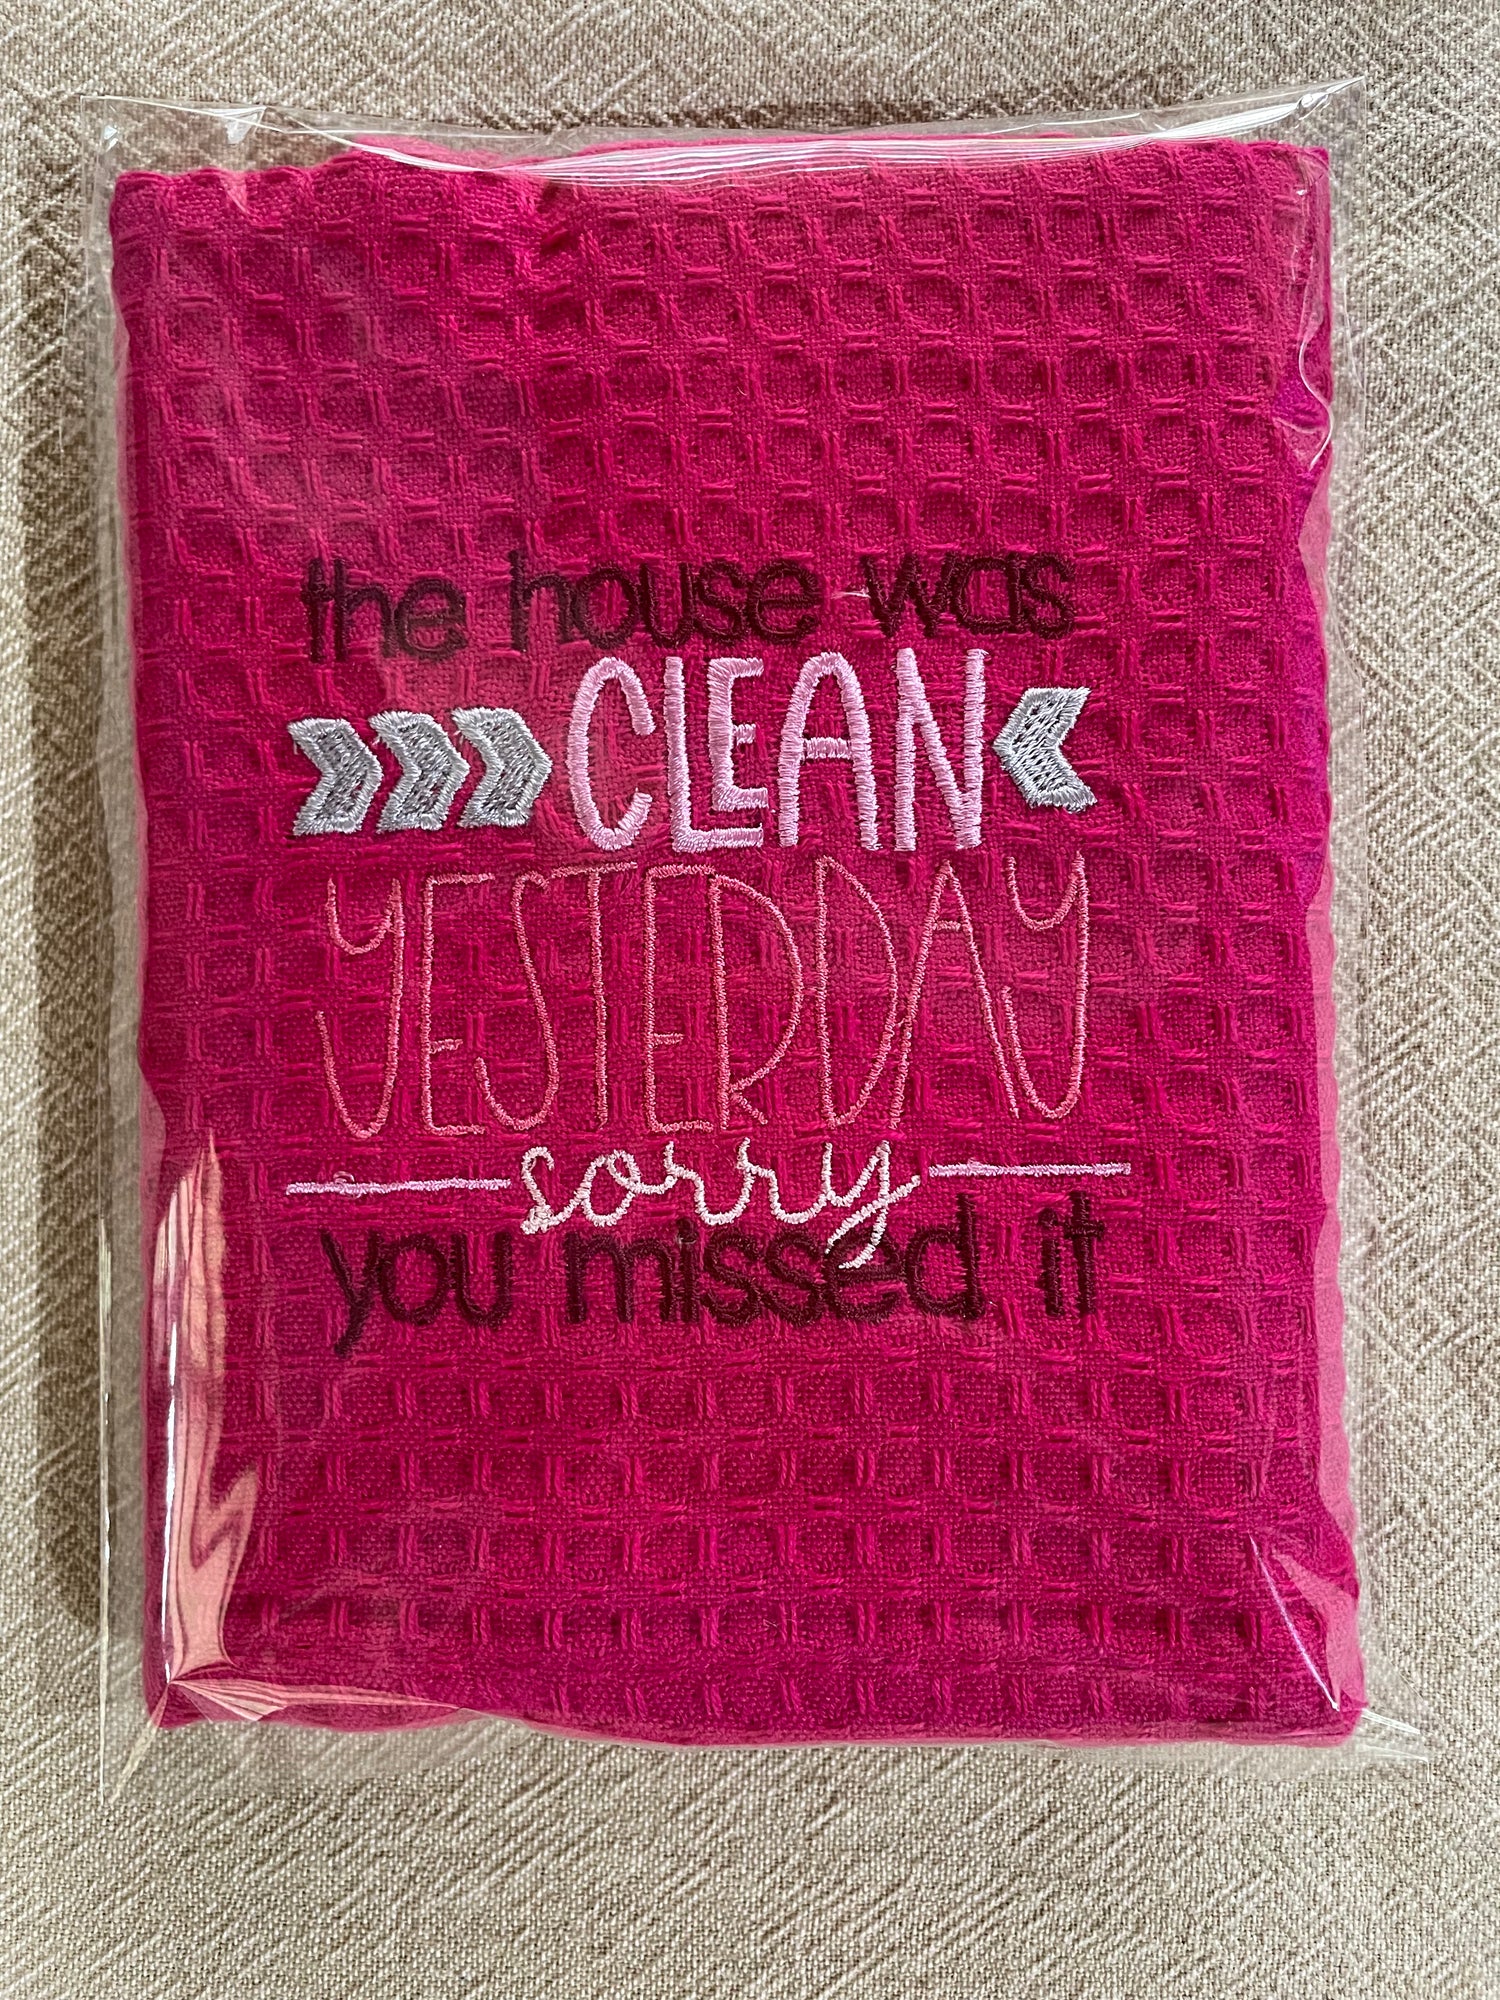 the house was
CLEAN
YESTERDAY
sorry
you missed it